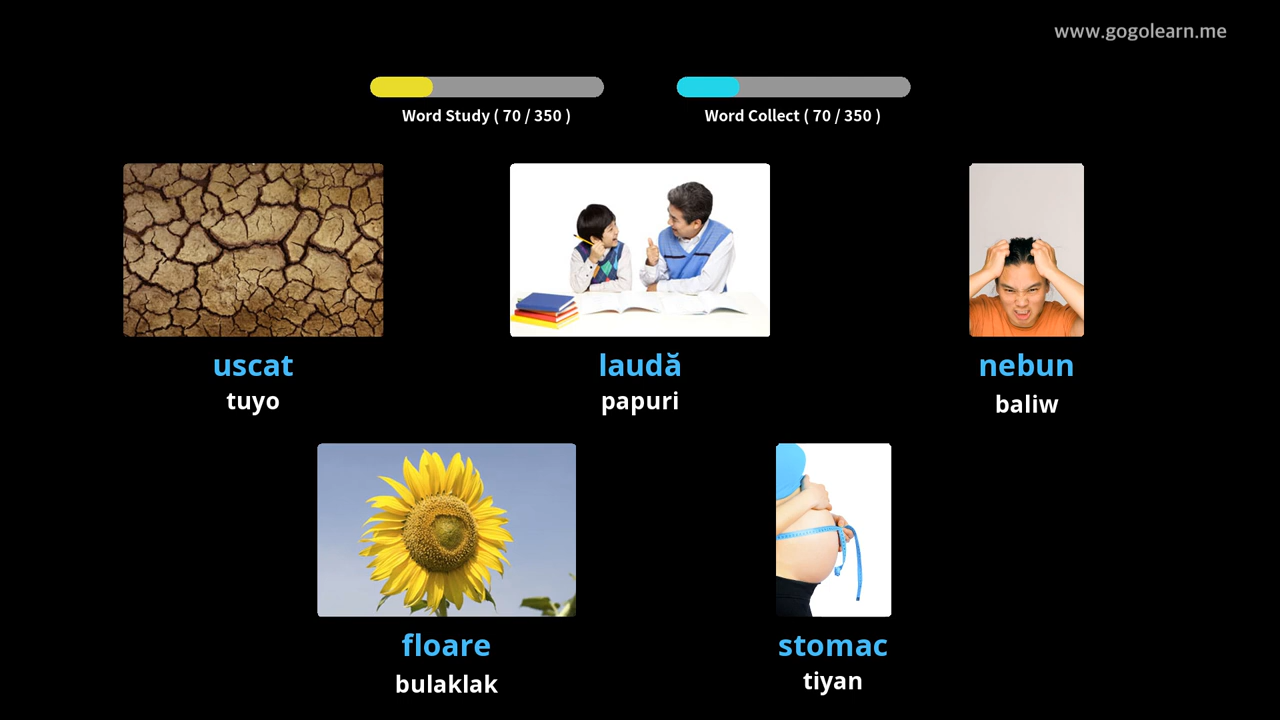 www.gogolearn.me
Word Study ( 70 / 350 )
Word Collect ( 70 / 350 )
uscat
tuyo
laudă
papuri
nebun
baliw
floare
bulaklak
stomac
tiyan